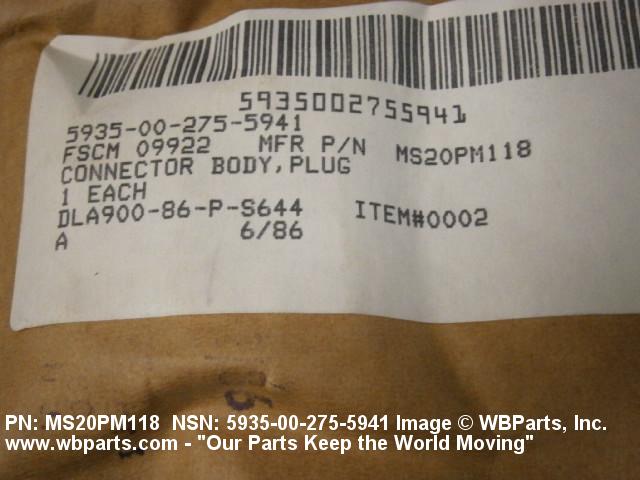 5935002755941
5935-00-275-5941
FSCM 09922 MFR P/N MS20PM118
CONNECTOR BODY,PLUG
1 EACH
DLA900-86-P-S644 ITEM#0002
A 6/86
PN: MS20PM118 NSN: 5935-00-275-5941 Image © WBParts, Inc.
www.wbparts.com - "Our Parts Keep the World Moving"